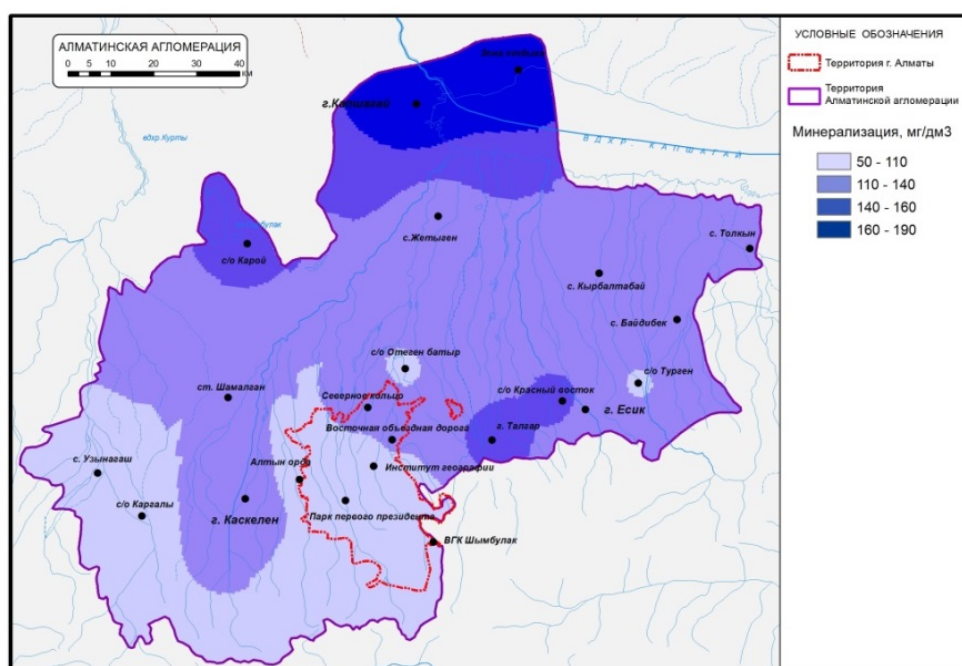 АЛМАТИНСКАЯ АГЛОМЕРАЦИЯ
0 5 10 20 30 40
км
УСЛОВНЫЕ ОБОЗНАЧЕНИЯ
Территория г. Алматы
Территория
Алматинской агломерации
Минерализация, мг/дм3
50 - 110
110 - 140
140 - 160
160 - 190
г.Капшагай
ВДХР. КАПШАГАЙ
вдхр.Курты
с.Жетыген
с. Толкын
с/о Карой
с. Кырбалтабай
с. Байдибек
с/о Отеген батыр
с/о Турген
ст. Шамалган
Северное кольцо
с/о Красный восток
г. Есик
Восточная объездная дорога
г. Талгар
с. Узынагаш
Алтын орда
Институт географии
с/о Каргалы
г. Каскелен
Парк первого президента
ВГК Шымбулак